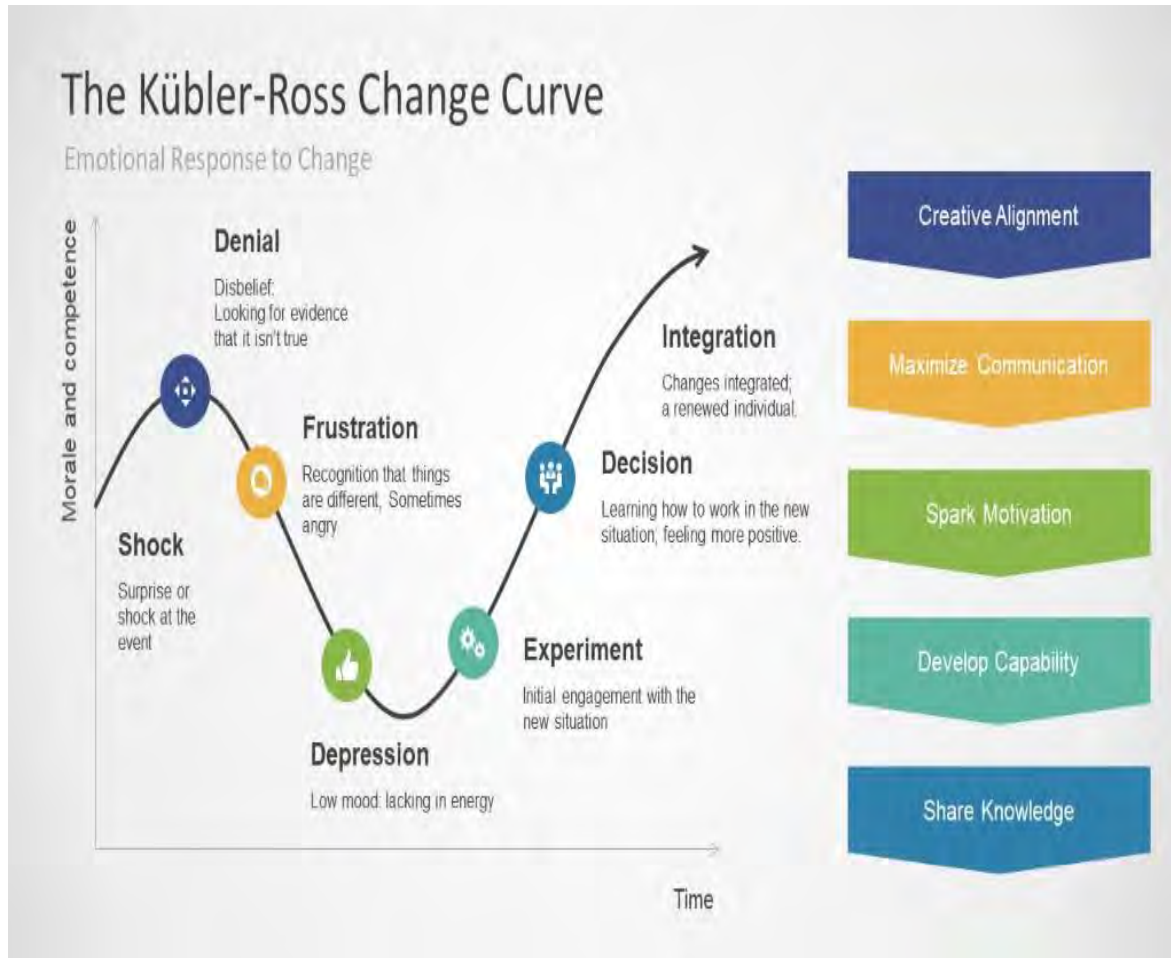 The Kübler-Ross Change Curve
Emotional Response to Change
Morale and competence
Denial
Disbelief:
Looking for evidence
that it isn't true
Frustration
Recognition that things
are different, Sometimes
angry
Shock
Surprise or
shock at the
event
Depression
Low mood: lacking in energy
Experiment
Initial engagement with the
new situation
Decision
Learning how to work in the new
situation; feeling more positive.
Integration
Changes integrated;
a renewed individual.
Time
Creative Alignment
Maximize Communication
Spark Motivation
Develop Capability
Share Knowledge